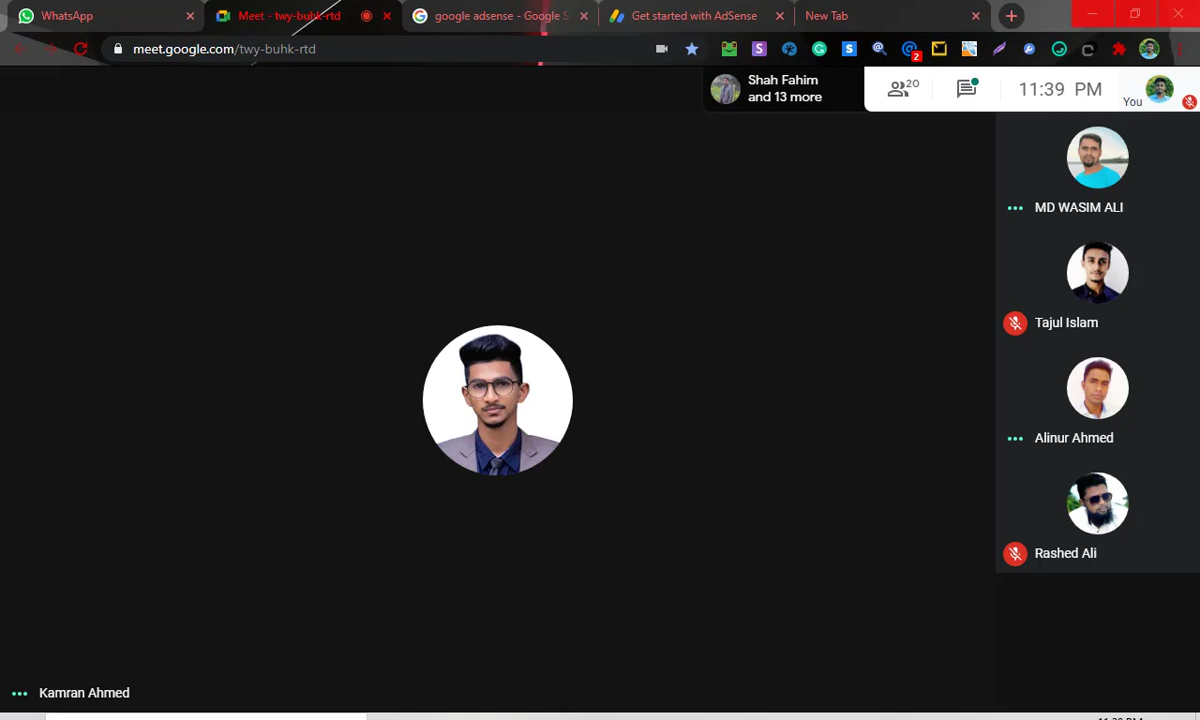 WhatsApp
Meet - twy-buhk-rtd
google adsense - Google S
Get started with AdSense
New Tab
meet.google.com/twy-buhk-rtd
2
Shah Fahim
and 13 more
20
11:39 PM
You
MD WASIM ALI
Tajul Islam
Alinur Ahmed
Rashed Ali
Kamran Ahmed